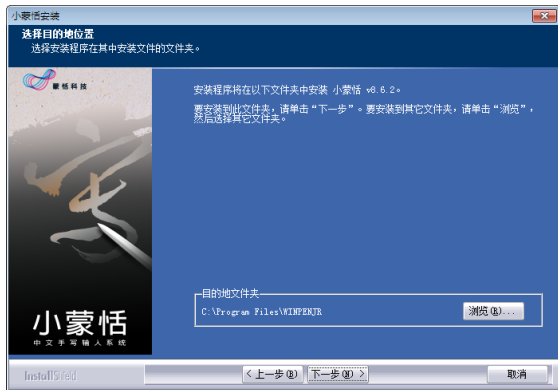 小蒙恬安装
选择目的地位置
选择安装程序在其中安装文件的文件夹。
蒙恬科技
安装程序将在以下文件夹中安装 小蒙恬 v8.6.2。
要安装到此文件夹，请单击“下一步”。要安装到其它文件夹，请单击“浏览”，
然后选择其它文件夹。
小蒙恬
中文手写输入系统
目的地文件夹
C:\Program Files\WINPENJR
浏览(R)...
InstallShield
< 上一步(B)
下一步(N) >
取消